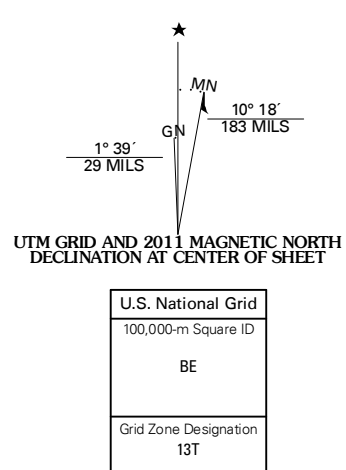 ★
MN
GN
10° 18´
183 MILS
1° 39´
29 MILS
UTM GRID AND 2011 MAGNETIC NORTH
DECLINATION AT CENTER OF SHEET
U.S. National Grid
100,000-m Square ID
BE
Grid Zone Designation
13T